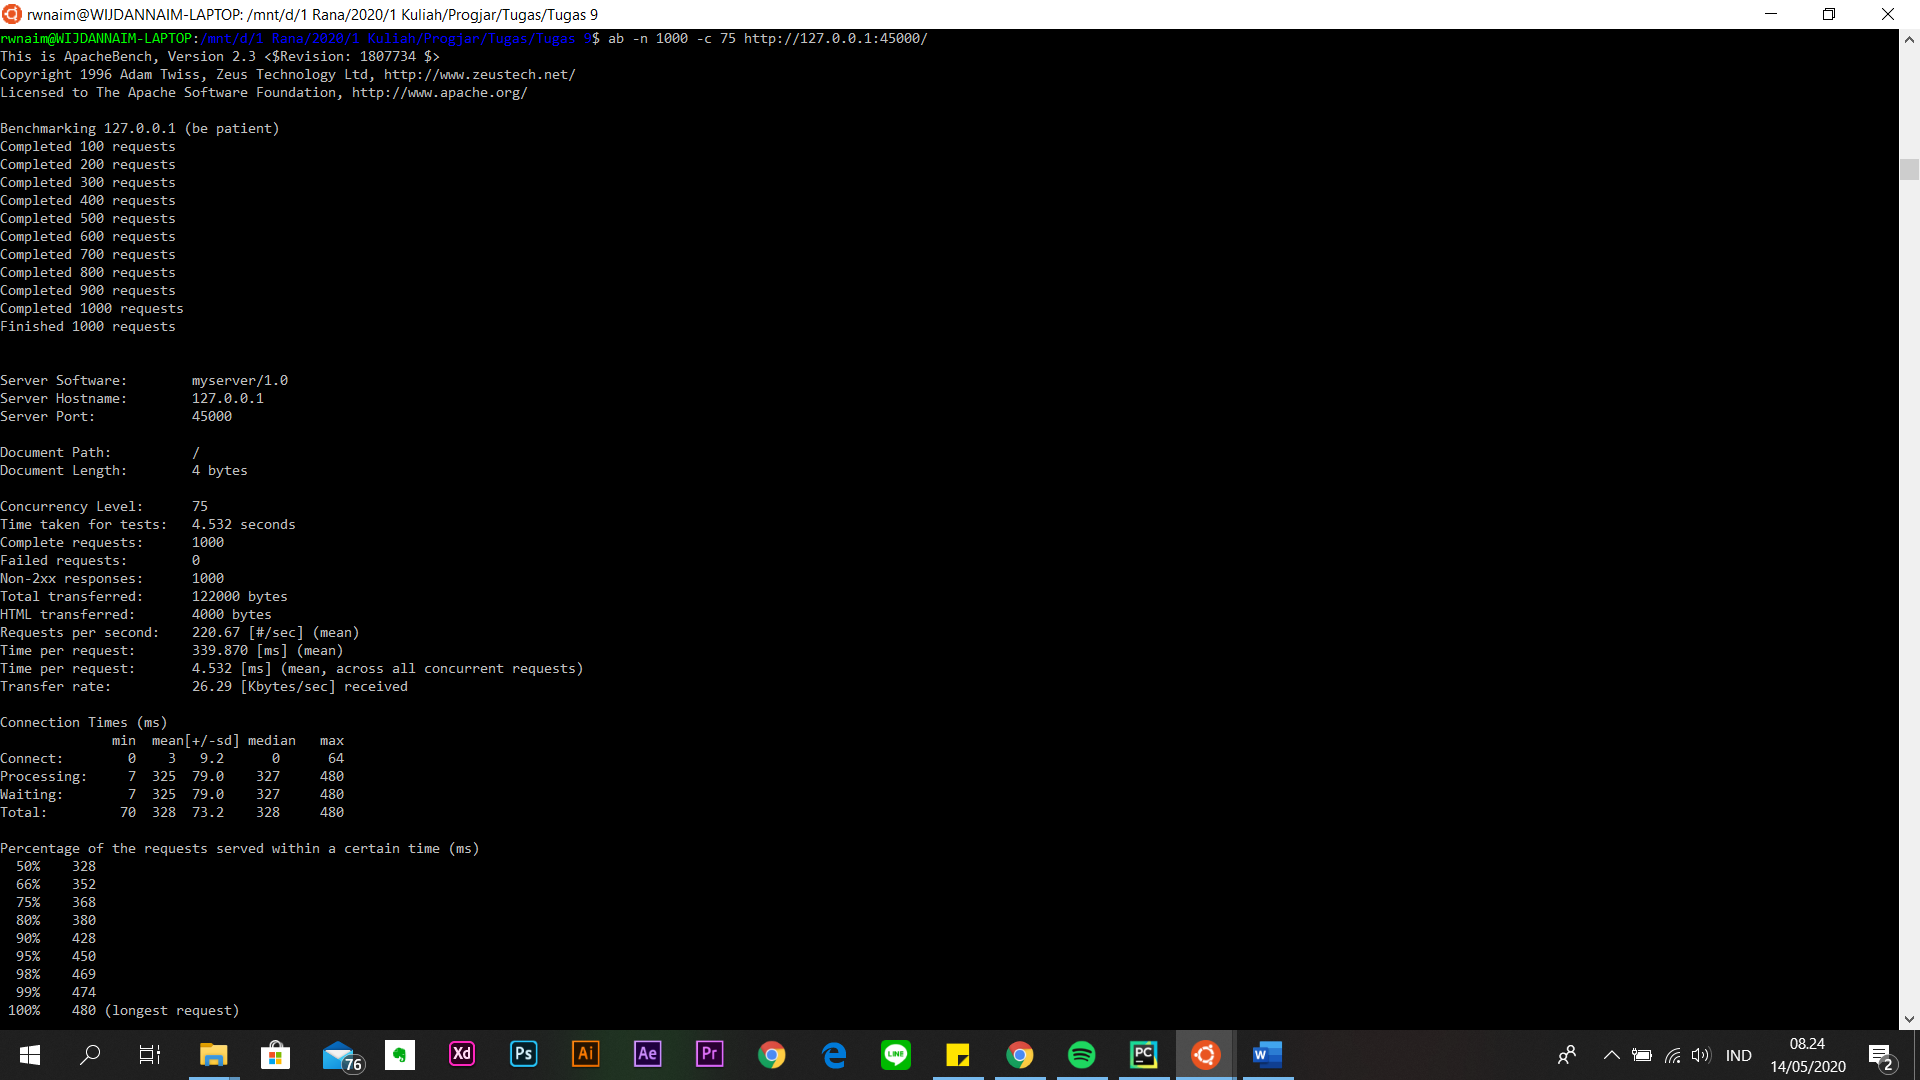 rwnaim@WIJDANNAIM-LAPTOP: /mnt/d/1 Rana/2020/1 Kuliah/Progjar/Tugas/Tugas 9
rwnaim@WIJDANNAIM-LAPTOP:/mnt/d/1 Rana/2020/1 Kuliah/Progjar/Tugas/Tugas 9$ ab -n 1000 -c 75 http://127.0.0.1:45000/
This is ApacheBench, Version 2.3 <$Revision: 1807734 $>
Copyright 1996 Adam Twiss, Zeus Technology Ltd, http://www.zeustech.net/
Licensed to The Apache Software Foundation, http://www.apache.org/
Benchmarking 127.0.0.1 (be patient)
Completed 100 requests
Completed 200 requests
Completed 300 requests
Completed 400 requests
Completed 500 requests
Completed 600 requests
Completed 700 requests
Completed 800 requests
Completed 900 requests
Completed 1000 requests
Finished 1000 requests
Server Software: myserver/1.0
Server Hostname: 127.0.0.1
Server Port: 45000
Document Path: /
Document Length: 4 bytes
Concurrency Level: 75
Time taken for tests: 4.532 seconds
Complete requests: 1000
Failed requests: 0
Non-2xx responses: 1000
Total transferred: 122000 bytes
HTML transferred: 4000 bytes
Requests per second: 220.67 [#/sec] (mean)
Time per request: 339.870 [ms] (mean)
Time per request: 4.532 [ms] (mean, across all concurrent requests)
Transfer rate: 26.29 [Kbytes/sec] received
Connection Times (ms)
min mean[+/-sd] median max
Connect: 0 3 9.2 0 64
Processing: 7 325 79.0 327 480
Waiting: 7 325 79.0 327 480
Total: 70 328 73.2 328 480
Percentage of the requests served within a certain time (ms)
50% 328
66% 352
75% 368
80% 380
90% 428
95% 450
98% 469
99% 474
100% 480 (longest request)
76
Xd
Ps
Ai
Ae
Pr
LINE
PC
W
IND
08.24
14/05/2020
2